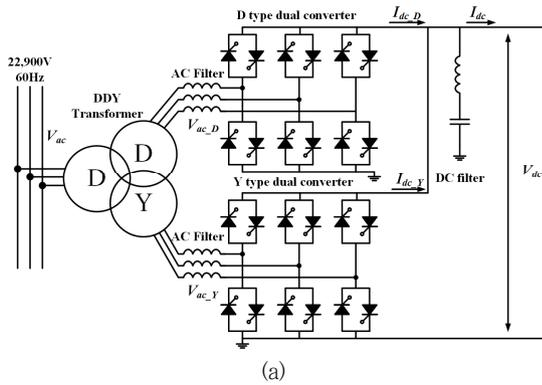 D type dual converter
I_dc_D
I_dc
22,900V
60Hz
DDY
Transformer
AC Filter
V_ac
V_ac_D
D
D
Y
Y type dual converter
I_dc_Y
DC filter
V_dc
AC Filter
V_ac_Y
(a)